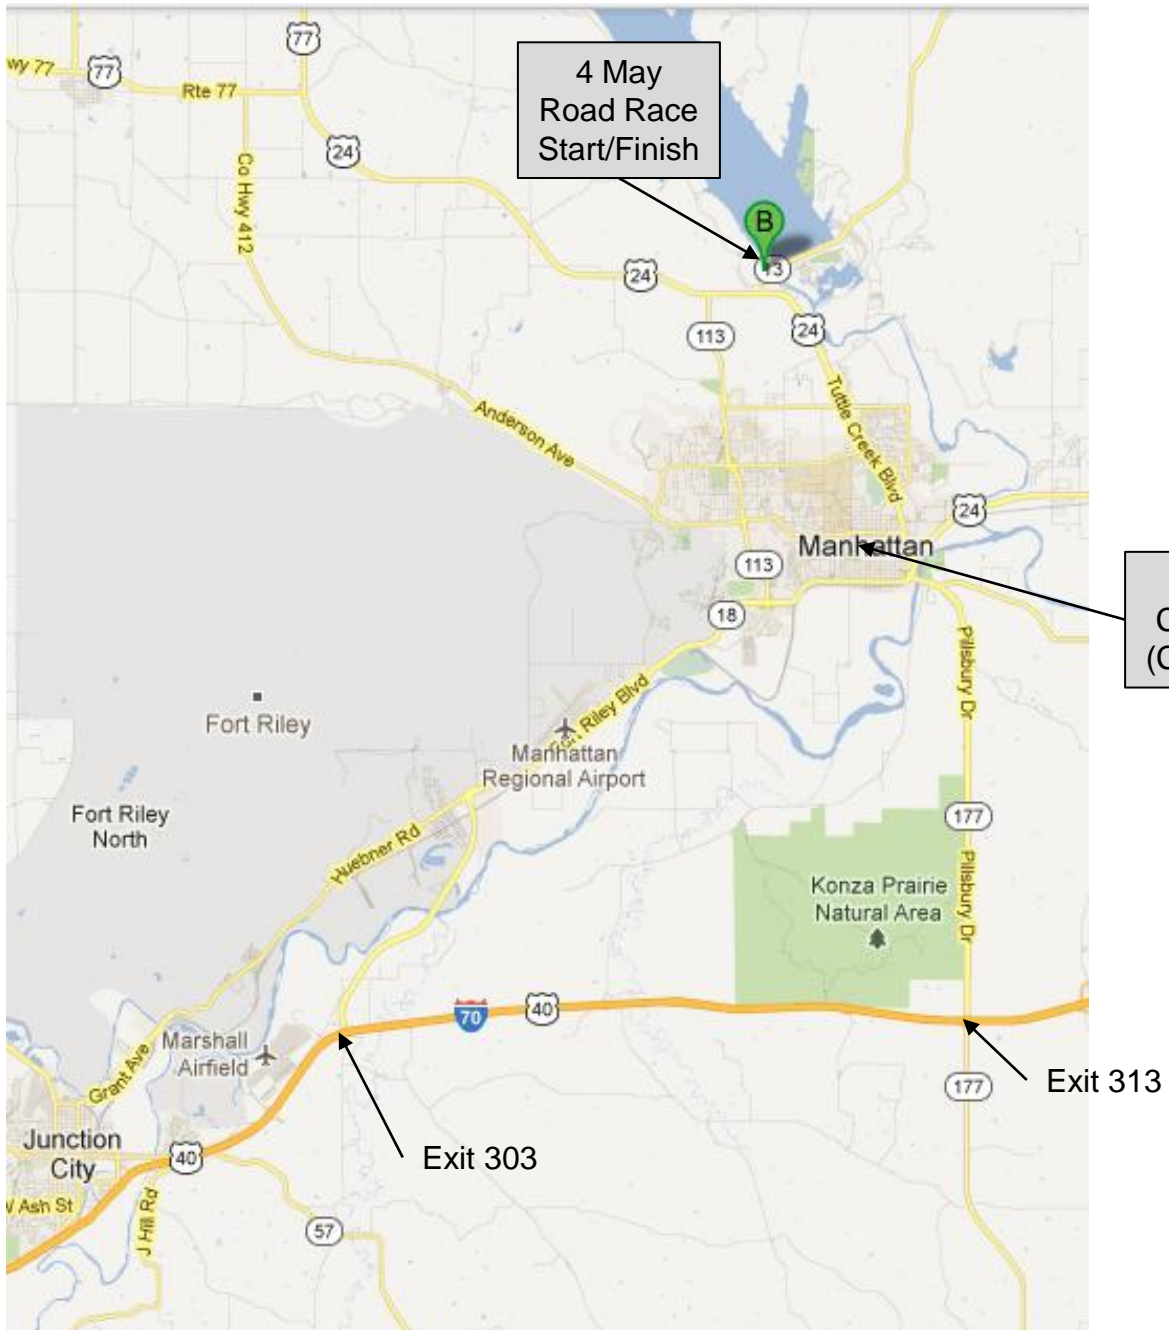 77
4 May
Road Race
Start/Finish
77
Rte 77
24
Co Hwy 412
B
13
24
113
24
Tuttle Creek Blvd
Anderson Ave
24
Manhattan
113
18
C
(C
Pillsbury Dr
Fort Riley
Riley Blvd
Manhattan
Regional Airport
Fort Riley
North
177
Huebner Rd
Pillsbury Dr
Konza Prairie
Natural Area
70
40
Marshall
Airfield
Grant Ave
Exit 313
177
Junction
City
40
Exit 303
Ash St
J Hill Rd
57